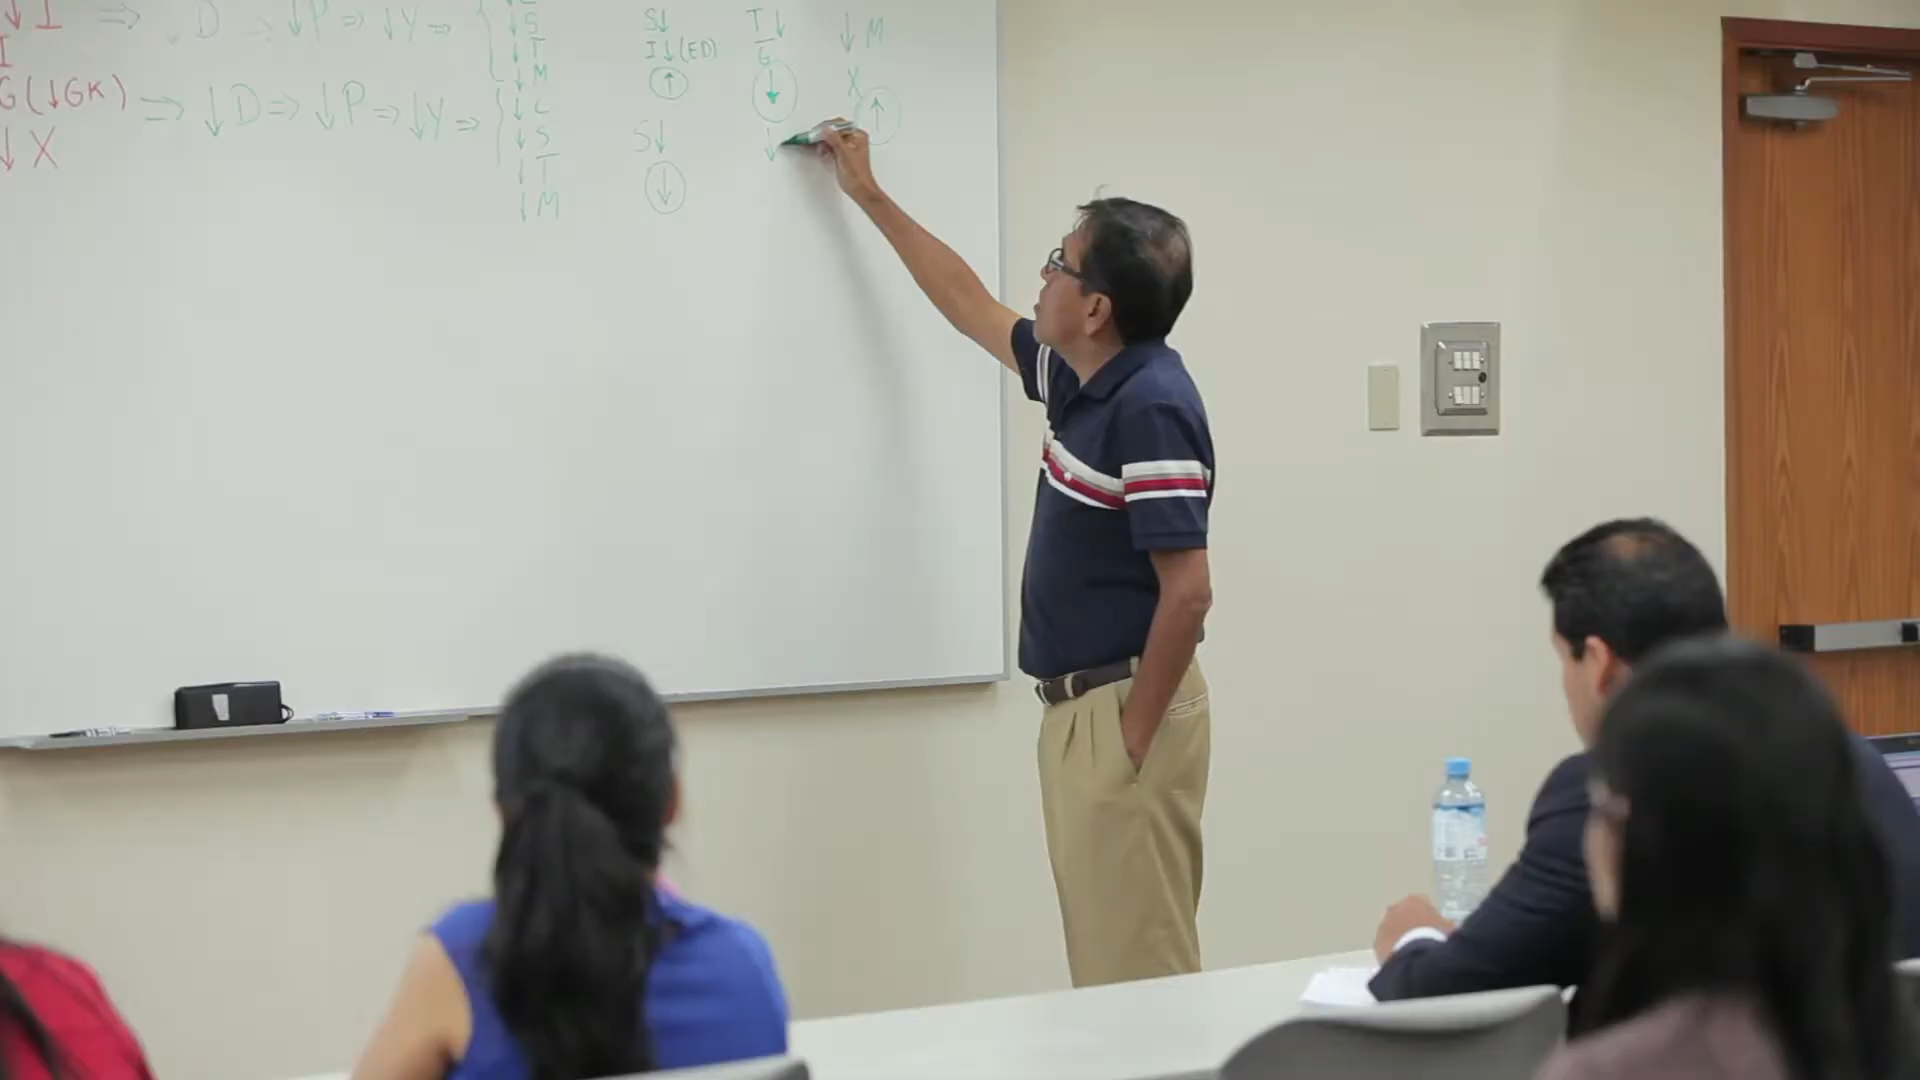 ↓I ⇒ ↓D ⇒ ↓P ⇒ ↓Y ⇒ { ↓C
↓S
↓T
↓M
I
G(↓GK) ⇒ ↓D ⇒ ↓P ⇒ ↓Y ⇒ { ↓C
↓S
↓T
↓M
↓X
S↓
I↓(ED)
↑
S↓
↓
T↓
G
↓
↓
↓M
X
↑